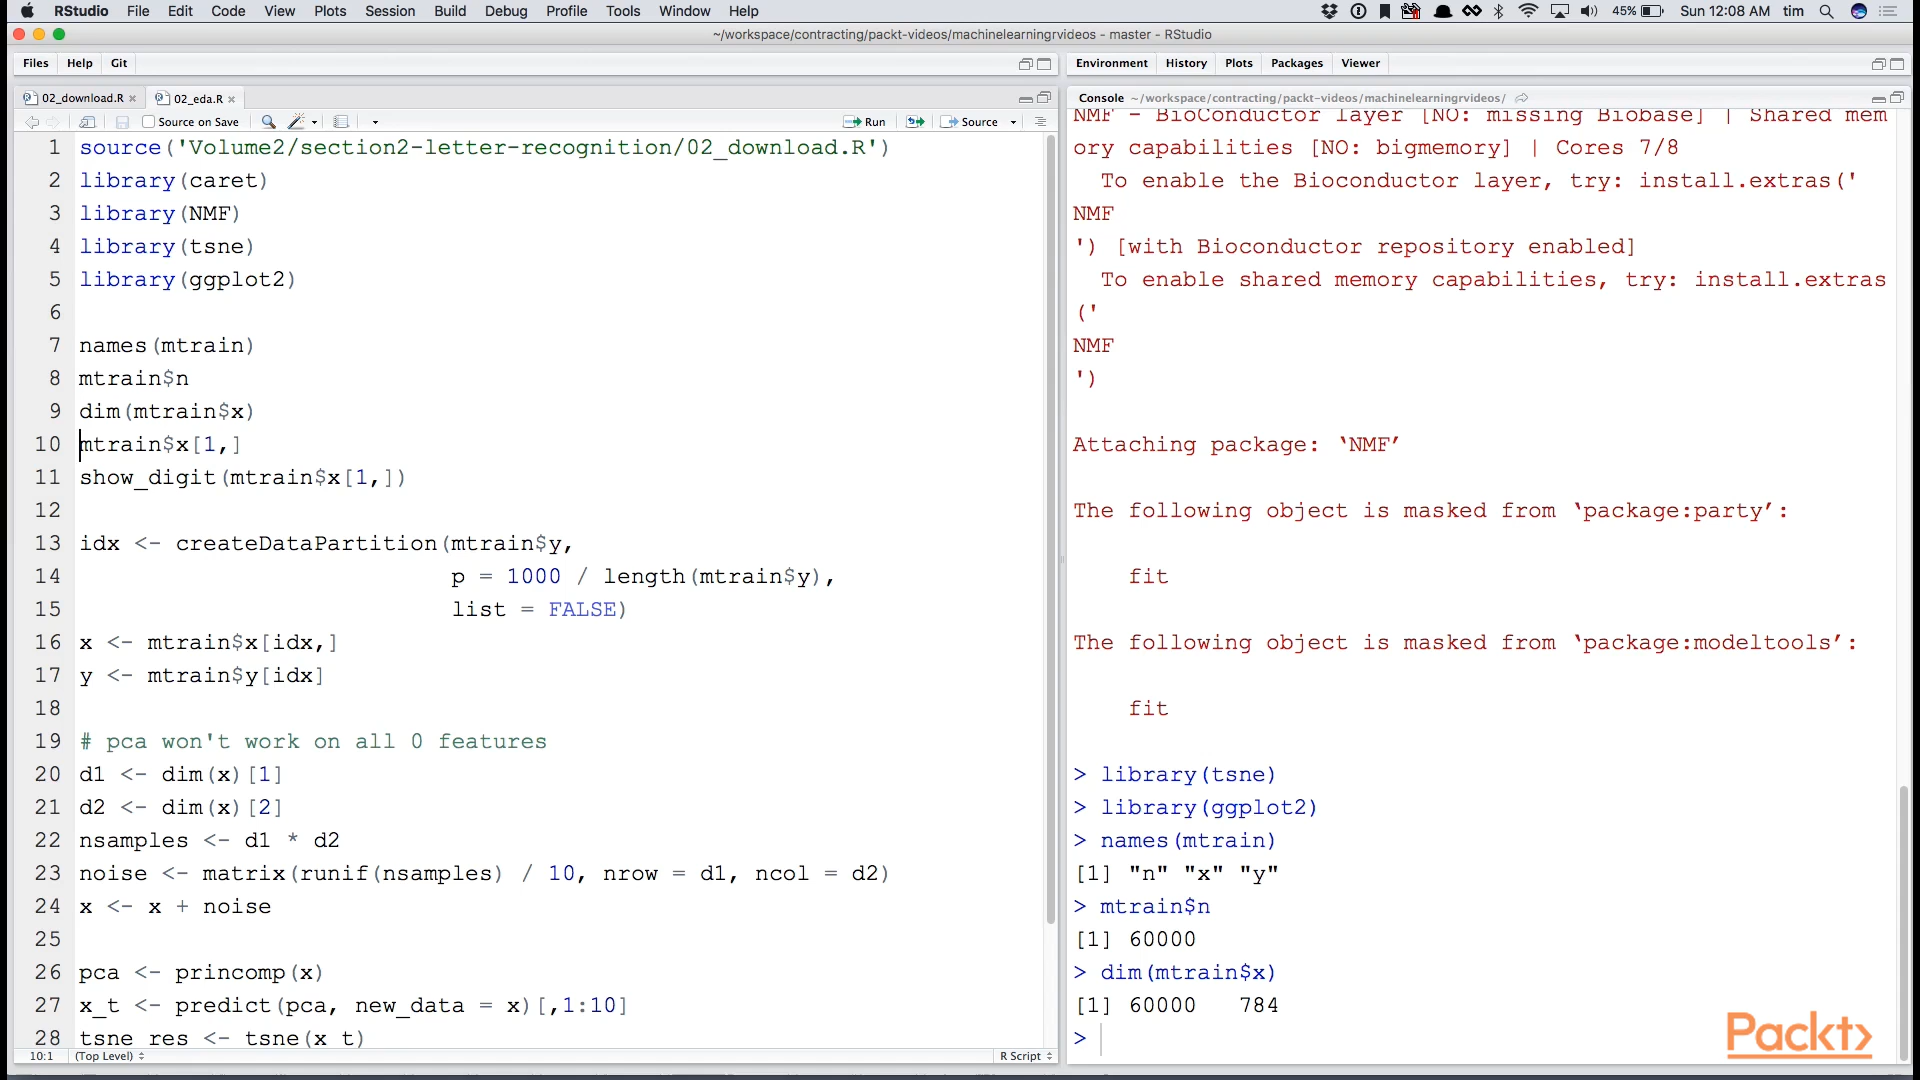 RStudio File Edit Code View Plots Session Build Debug Profile Tools Window Help 45% Sun 12:08 AM tim
~/workspace/contracting/packt-videos/machinelearningrvideos - master - RStudio
Files Help Git
02_download.R × 02_eda.R ×
Source on Save Run Source
1 source('Volume2/section2-letter-recognition/02_download.R')
2 library(caret)
3 library(NMF)
4 library(tsne)
5 library(ggplot2)
6
7 names(mtrain)
8 mtrain$n
9 dim(mtrain$x)
10 mtrain$x[1,]
11 show_digit(mtrain$x[1,])
12
13 idx <- createDataPartition(mtrain$y,
14 p = 1000 / length(mtrain$y),
15 list = FALSE)
16 x <- mtrain$x[idx,]
17 y <- mtrain$y[idx]
18
19 # pca won't work on all 0 features
20 d1 <- dim(x)[1]
21 d2 <- dim(x)[2]
22 nsamples <- d1 * d2
23 noise <- matrix(runif(nsamples) / 10, nrow = d1, ncol = d2)
24 x <- x + noise
25
26 pca <- princomp(x)
27 x_t <- predict(pca, new_data = x)[,1:10]
28 tsne_res <- tsne(x_t)
10:1 (Top Level) R Script
Environment History Plots Packages Viewer
Console ~/workspace/contracting/packt-videos/machinelearningrvideos/
NMF - BioConductor layer [NO: missing Biobase] | Shared mem
ory capabilities [NO: bigmemory] | Cores 7/8
To enable the Bioconductor layer, try: install.extras('
NMF
') [with Bioconductor repository enabled]
To enable shared memory capabilities, try: install.extras
('
NMF
')
Attaching package: ‘NMF’
The following object is masked from ‘package:party’:
fit
The following object is masked from ‘package:modeltools’:
fit
> library(tsne)
> library(ggplot2)
> names(mtrain)
[1] "n" "x" "y"
> mtrain$n
[1] 60000
> dim(mtrain$x)
[1] 60000 784
>
Packt>